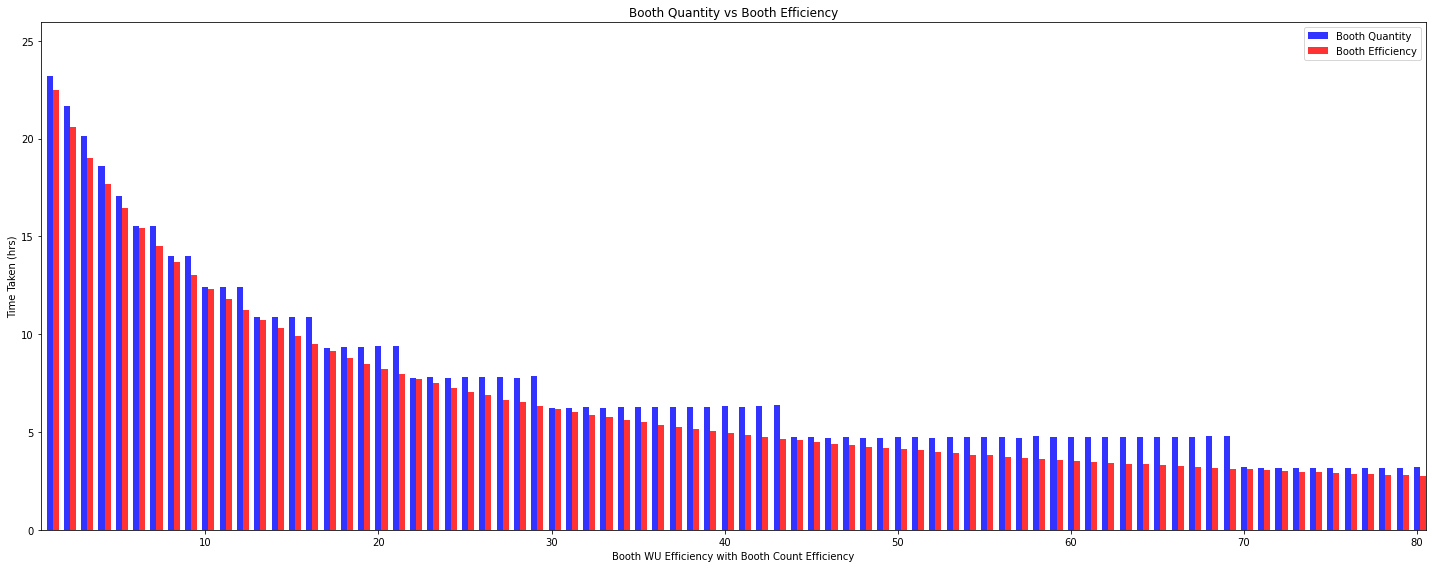 Booth Quantity vs Booth Efficiency
Booth Quantity
Booth Efficiency
Time Taken (hrs)
25
20
15
10
5
0
10
20
30
40
50
60
70
80
Booth WU Efficiency with Booth Count Efficiency